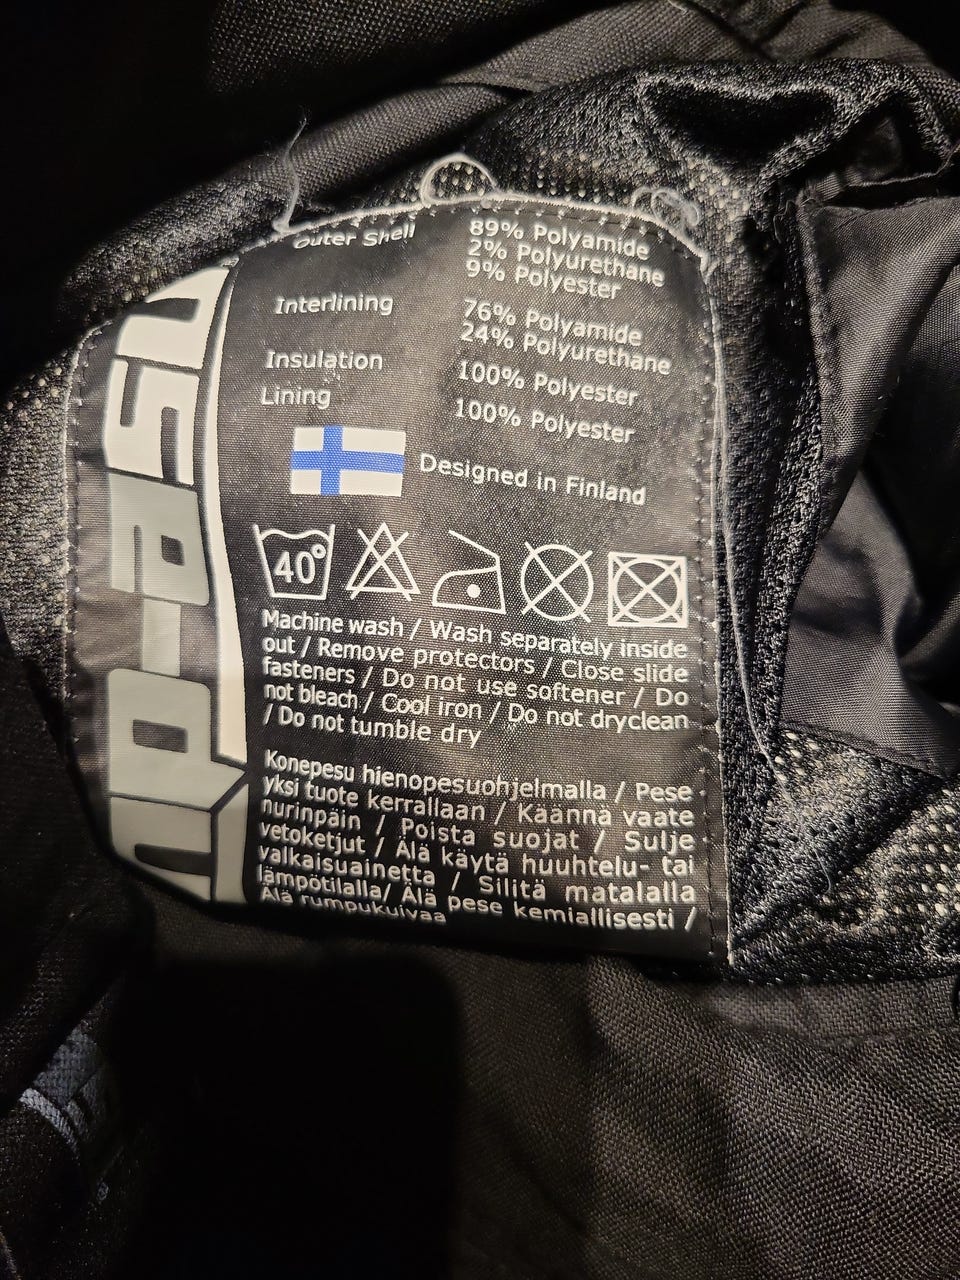 Outer Shell 89% Polyamide
2% Polyurethane
9% Polyester
Interlining 76% Polyamide
24% Polyurethane
Insulation 100% Polyester
Lining 100% Polyester
Designed in Finland
40°
Machine wash / Wash separately inside
out / Remove protectors / Close slide
fasteners / Do not use softener / Do
not bleach / Cool iron / Do not dryclean
/ Do not tumble dry
Konepesu hienopesuohjelmalla / Pese
yksi tuote kerrallaan / Käännä vaate
nurinpäin / Poista suojat / Sulje
vetoketjut / Älä käytä huuhtelu- tai
valkaisuainetta / Silitä matalalla
lämpötilalla/ Älä pese kemiallisesti /
Älä rumpukuivaa